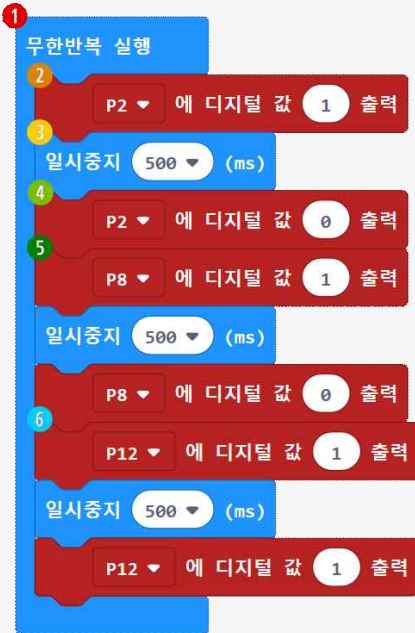 1
무한반복 실행
2
P2 에 디지털 값 1 출력
3
일시중지 500 (ms)
4
P2 에 디지털 값 0 출력
5
P8 에 디지털 값 1 출력
일시중지 500 (ms)
P8 에 디지털 값 0 출력
6
P12 에 디지털 값 1 출력
일시중지 500 (ms)
P12 에 디지털 값 1 출력